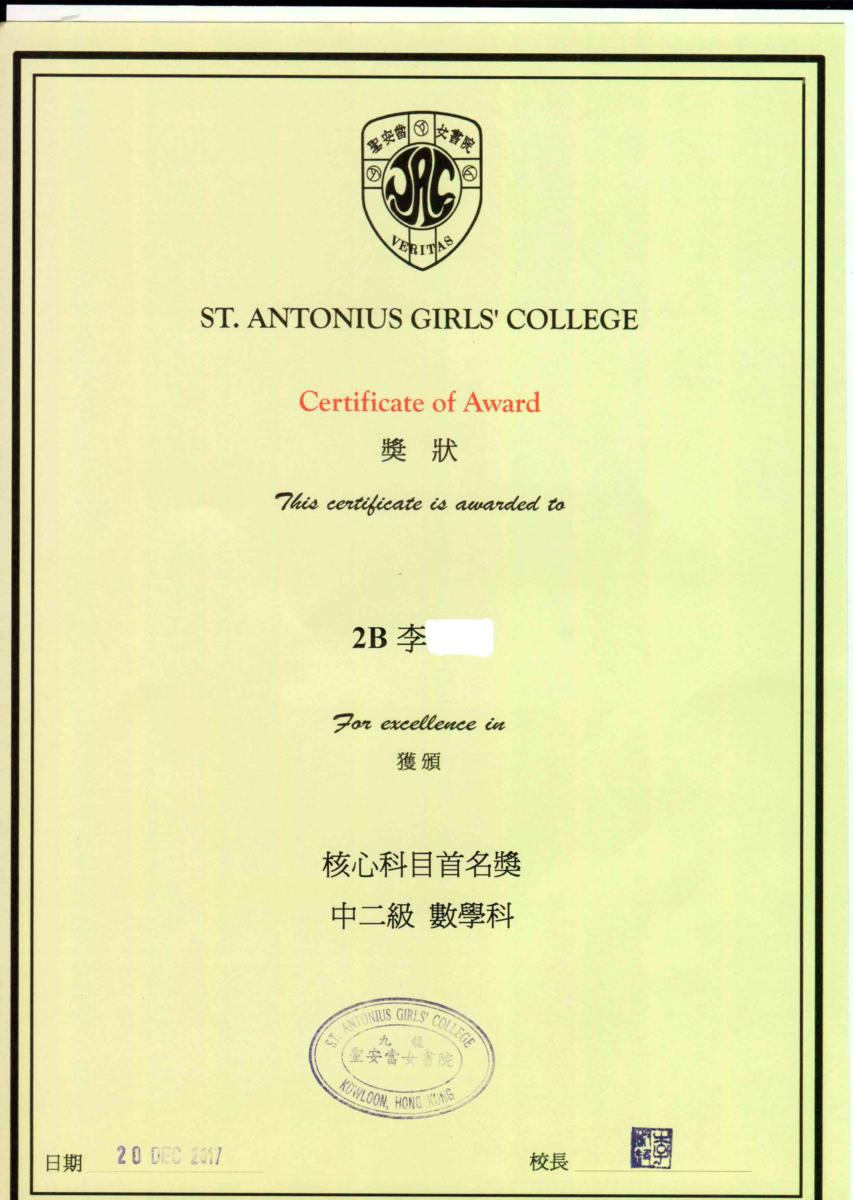 聖安當女書院
VERITAS
ST. ANTONIUS GIRLS' COLLEGE
Certificate of Award
獎 狀
This certificate is awarded to
2B 李
For excellence in
獲頒
核心科目首名獎
中二級 數學科
ST. ANTONIUS GIRLS' COLLEGE
九 龍
聖安當女書院
KOWLOON, HONG KONG
日期 20 DEC 2017
校長